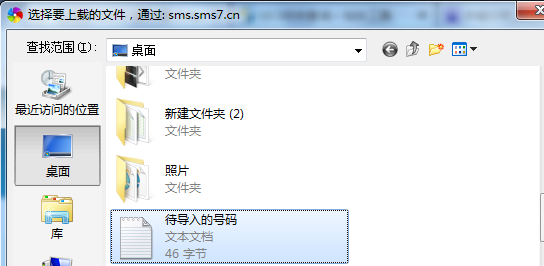 选择要上载的文件，通过: sms.sms7.cn
查找范围(I):
桌面
文件夹
最近访问的位置
新建文件夹 (2)
文件夹
桌面
照片
文件夹
库
待导入的号码
文本文档
46 字节